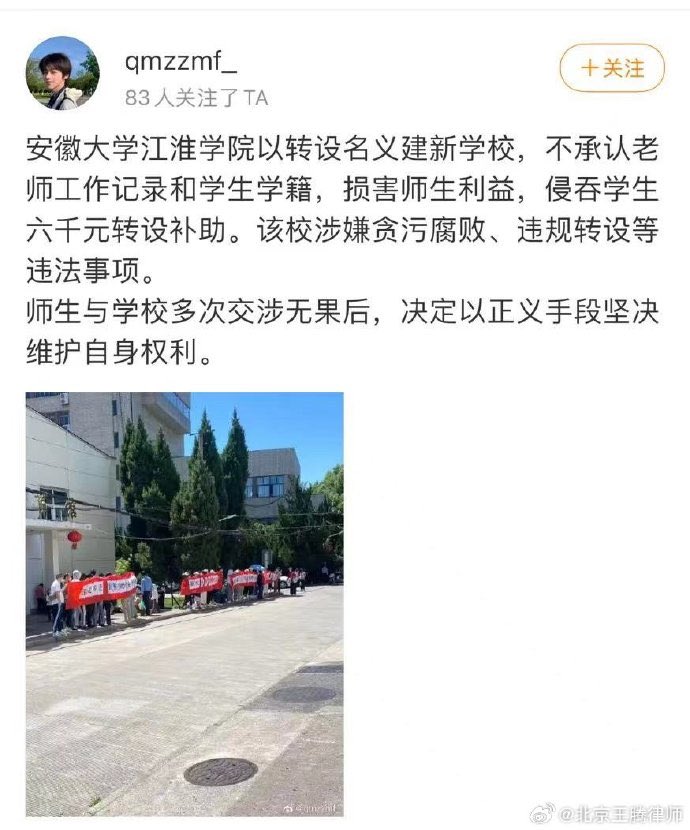 qmzzmf_
+关注
83人关注了TA
安徽大学江淮学院以转设名义建新学校，不承认老
师工作记录和学生学籍，损害师生利益，侵吞学生
六千元转设补助。该校涉嫌贪污腐败、违规转设等
违法事项。
师生与学校多次交涉无果后，决定以正义手段坚决
维护自身权利。
@北京王腾律师